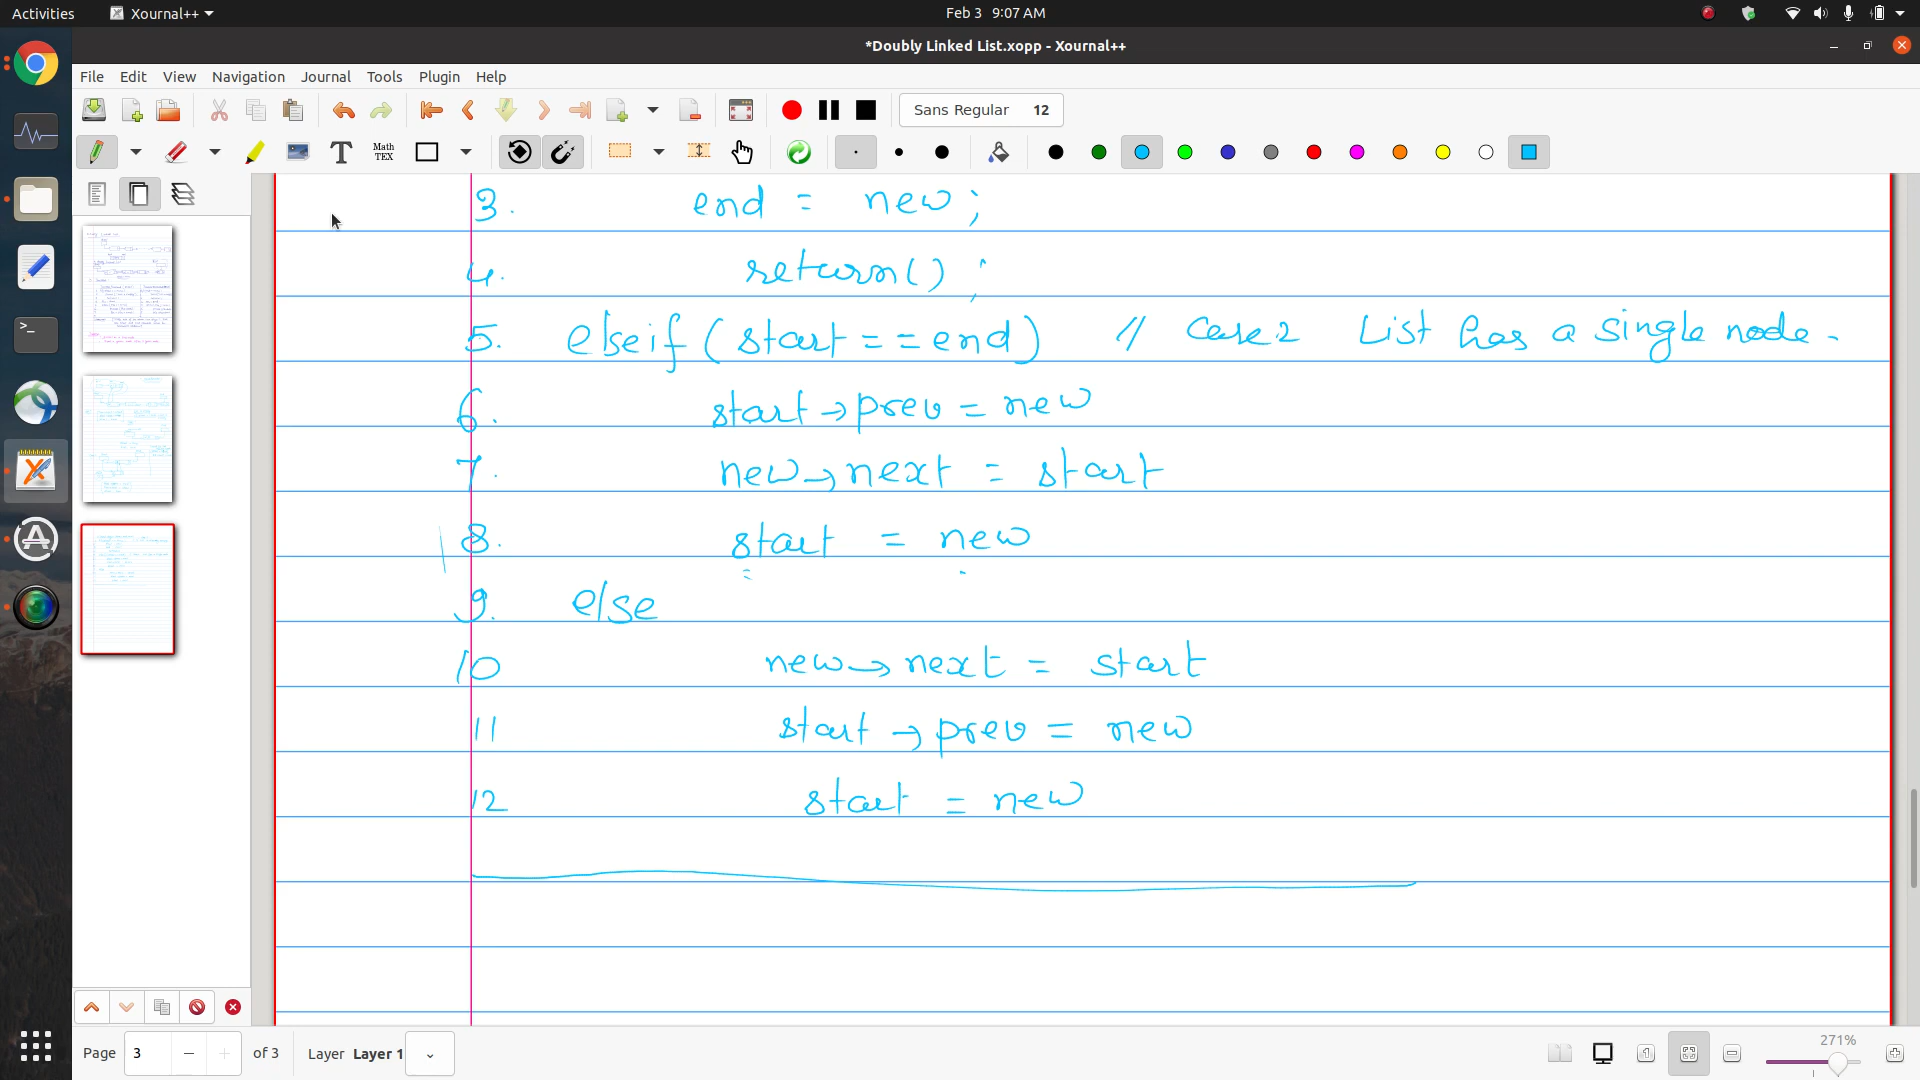 Activities Xournal++ Feb 3 9:07 AM
*Doubly Linked List.xopp - Xournal++
File Edit View Navigation Journal Tools Plugin Help
Sans Regular 12
T Math TEX
3. end = new ;
4. return() ;
5. elseif ( start = = end ) // case 2 List has a single node.
6. start → prev = new
7. new → next = start
8. start = new
9. else
10 new → next = start
11 start → prev = new
12 start = new
Page 3 of 3 Layer Layer 1 271%